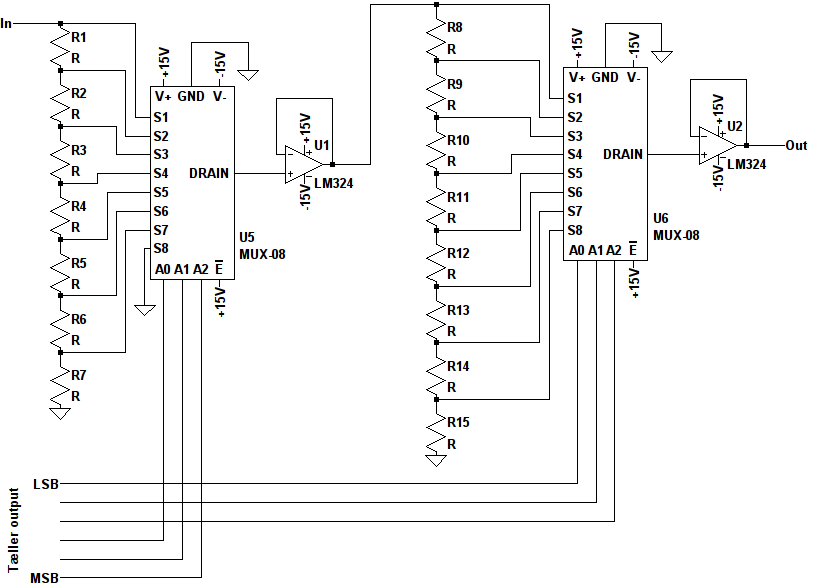 In
R1
R
R2
R
R3
R
R4
R
R5
R
R6
R
R7
R
+15V
-15V
V+ GND V-
S1
S2
S3
S4
S5
S6
S7
S8
DRAIN
A0 A1 A2 E
U5
MUX-08
+15V
+15V
U1
LM324
-15V
R8
R
R9
R
R10
R
R11
R
R12
R
R13
R
R14
R
R15
R
+15V
-15V
V+ GND V-
S1
S2
S3
S4
S5
S6
S7
S8
DRAIN
A0 A1 A2 E
U6
MUX-08
+15V
+15V
U2
LM324
-15V
Out
LSB
Tæller output
MSB